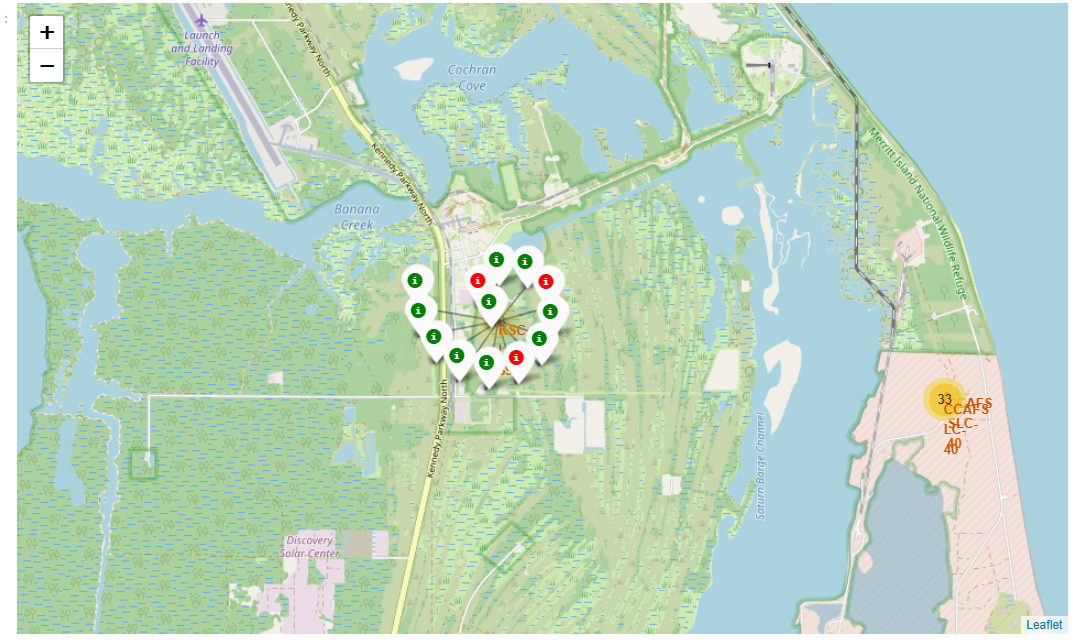 :
+
−
Launch
and Landing
Facility
Kennedy Parkway North
Cochran
Cove
Kennedy Parkway North
Merritt Island National Wildlife Refuge
Banana
Creek
i
i
i
i
i
i
i
i
i
i
i
i
i
KSC
Kennedy Parkway North
33
CCAFS
CCAFS
SLC-
LC-
40
40
Saturn Barge Channel
Discovery
Solar Center
Leaflet